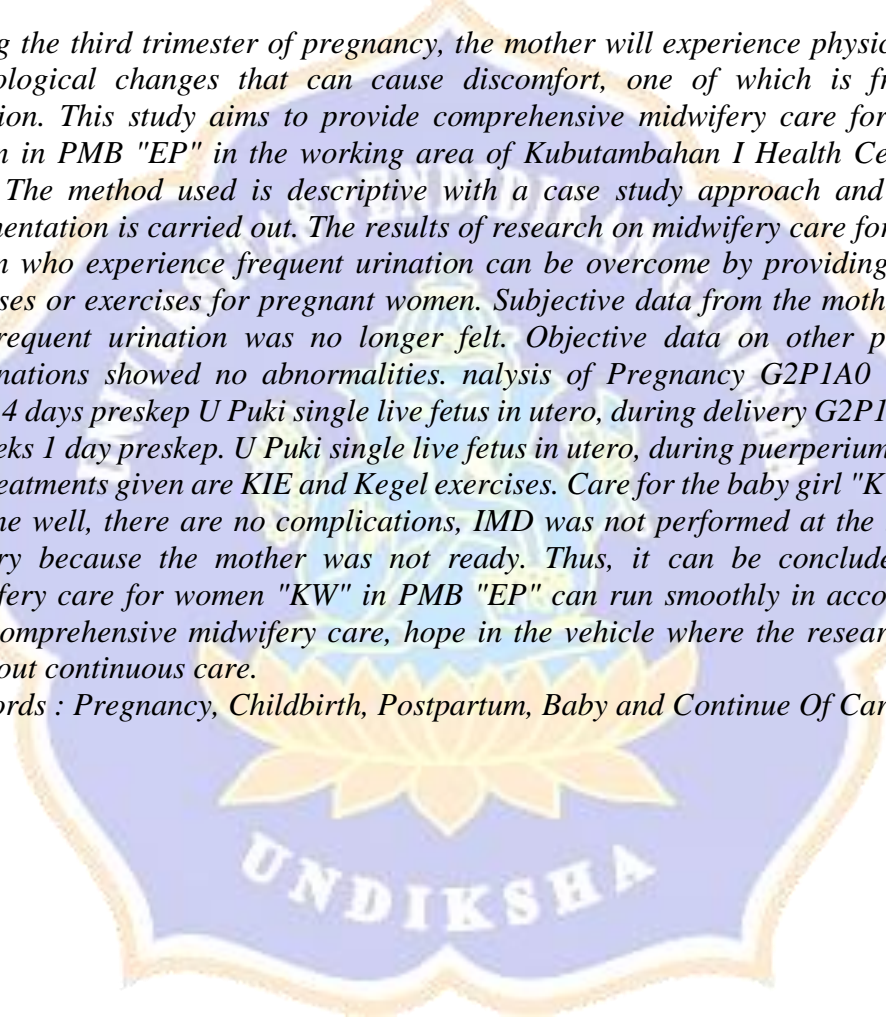 g the third trimester of pregnancy, the mother will experience physic
ological changes that can cause discomfort, one of which is fr
tion. This study aims to provide comprehensive midwifery care for
n in PMB "EP" in the working area of Kubutambahan I Health Ce
The method used is descriptive with a case study approach and
mentation is carried out. The results of research on midwifery care for
n who experience frequent urination can be overcome by providing
ses or exercises for pregnant women. Subjective data from the moth
requent urination was no longer felt. Objective data on other p
nations showed no abnormalities. nalysis of Pregnancy G2P1A0
4 days preskep U Puki single live fetus in utero, during delivery G2P1
eks 1 day preskep. U Puki single live fetus in utero, during puerperium
reatments given are KIE and Kegel exercises. Care for the baby girl "K
ne well, there are no complications, IMD was not performed at the
ry because the mother was not ready. Thus, it can be conclude
ifery care for women "KW" in PMB "EP" can run smoothly in acco
omprehensive midwifery care, hope in the vehicle where the resear
out continuous care.
ords : Pregnancy, Childbirth, Postpartum, Baby and Continue Of Car
UNIVERSITAS PENDIDIKAN GANESHA
UNDIKSHA